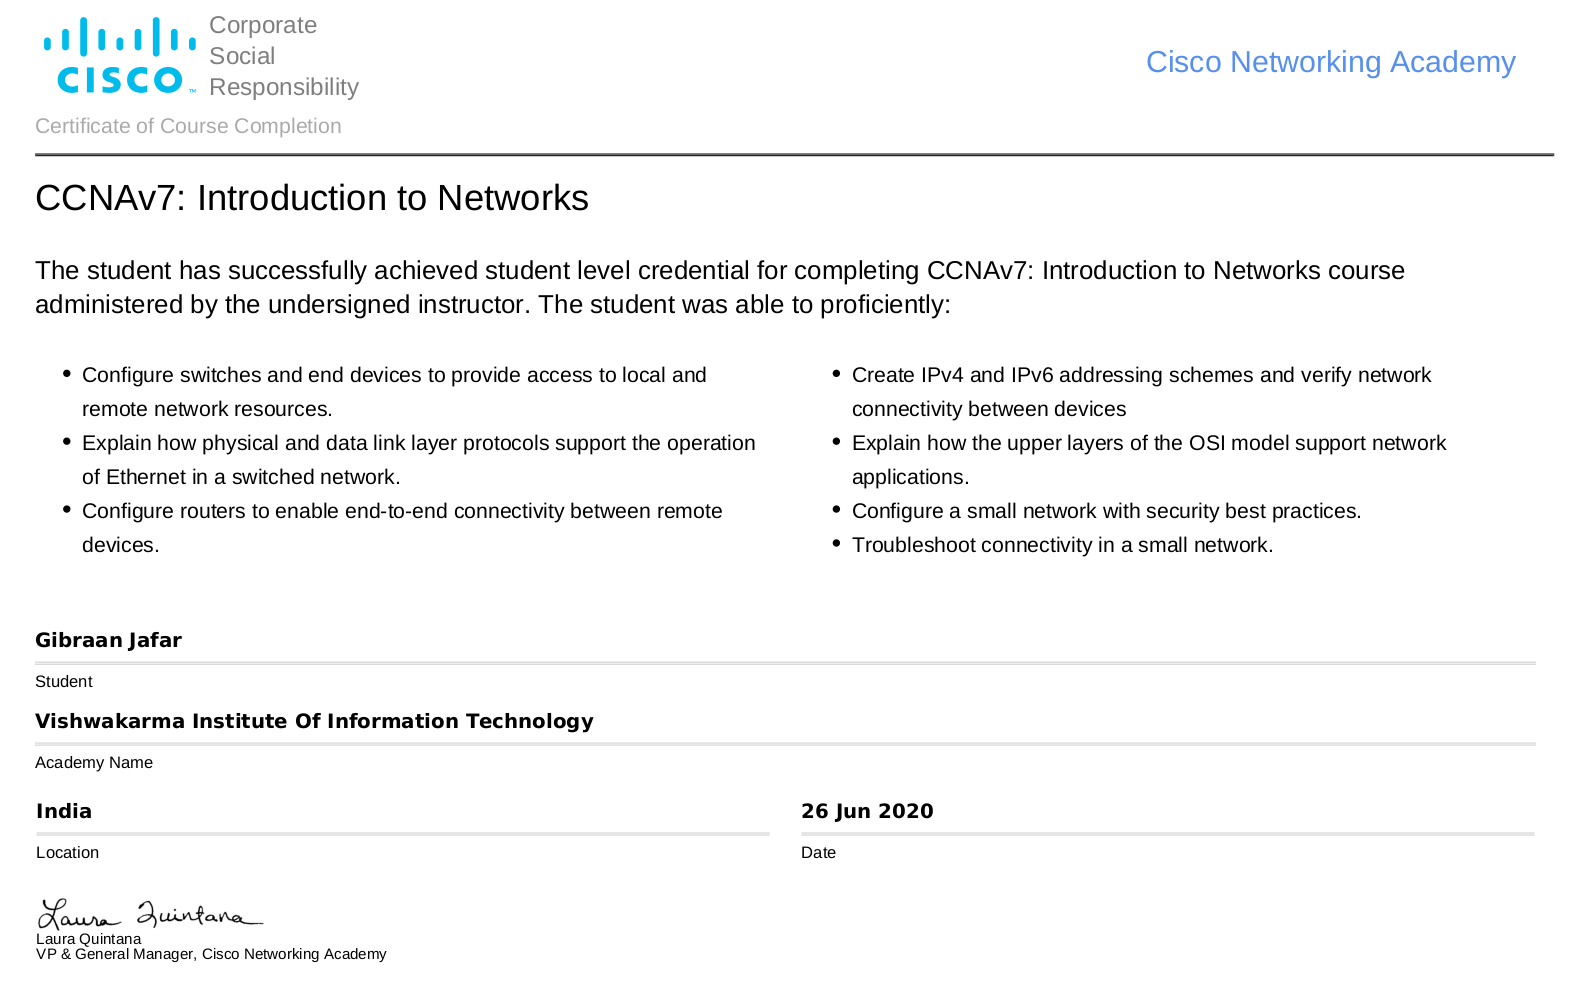 Corporate
Social
Responsibility
CISCO™
Cisco Networking Academy
Certificate of Course Completion
CCNAv7: Introduction to Networks
The student has successfully achieved student level credential for completing CCNAv7: Introduction to Networks course
administered by the undersigned instructor. The student was able to proficiently:
• Configure switches and end devices to provide access to local and
remote network resources.
• Explain how physical and data link layer protocols support the operation
of Ethernet in a switched network.
• Configure routers to enable end-to-end connectivity between remote
devices.
• Create IPv4 and IPv6 addressing schemes and verify network
connectivity between devices
• Explain how the upper layers of the OSI model support network
applications.
• Configure a small network with security best practices.
• Troubleshoot connectivity in a small network.
Gibraan Jafar
Student
Vishwakarma Institute Of Information Technology
Academy Name
India
Location
26 Jun 2020
Date
Laura Quintana
Laura Quintana
VP & General Manager, Cisco Networking Academy